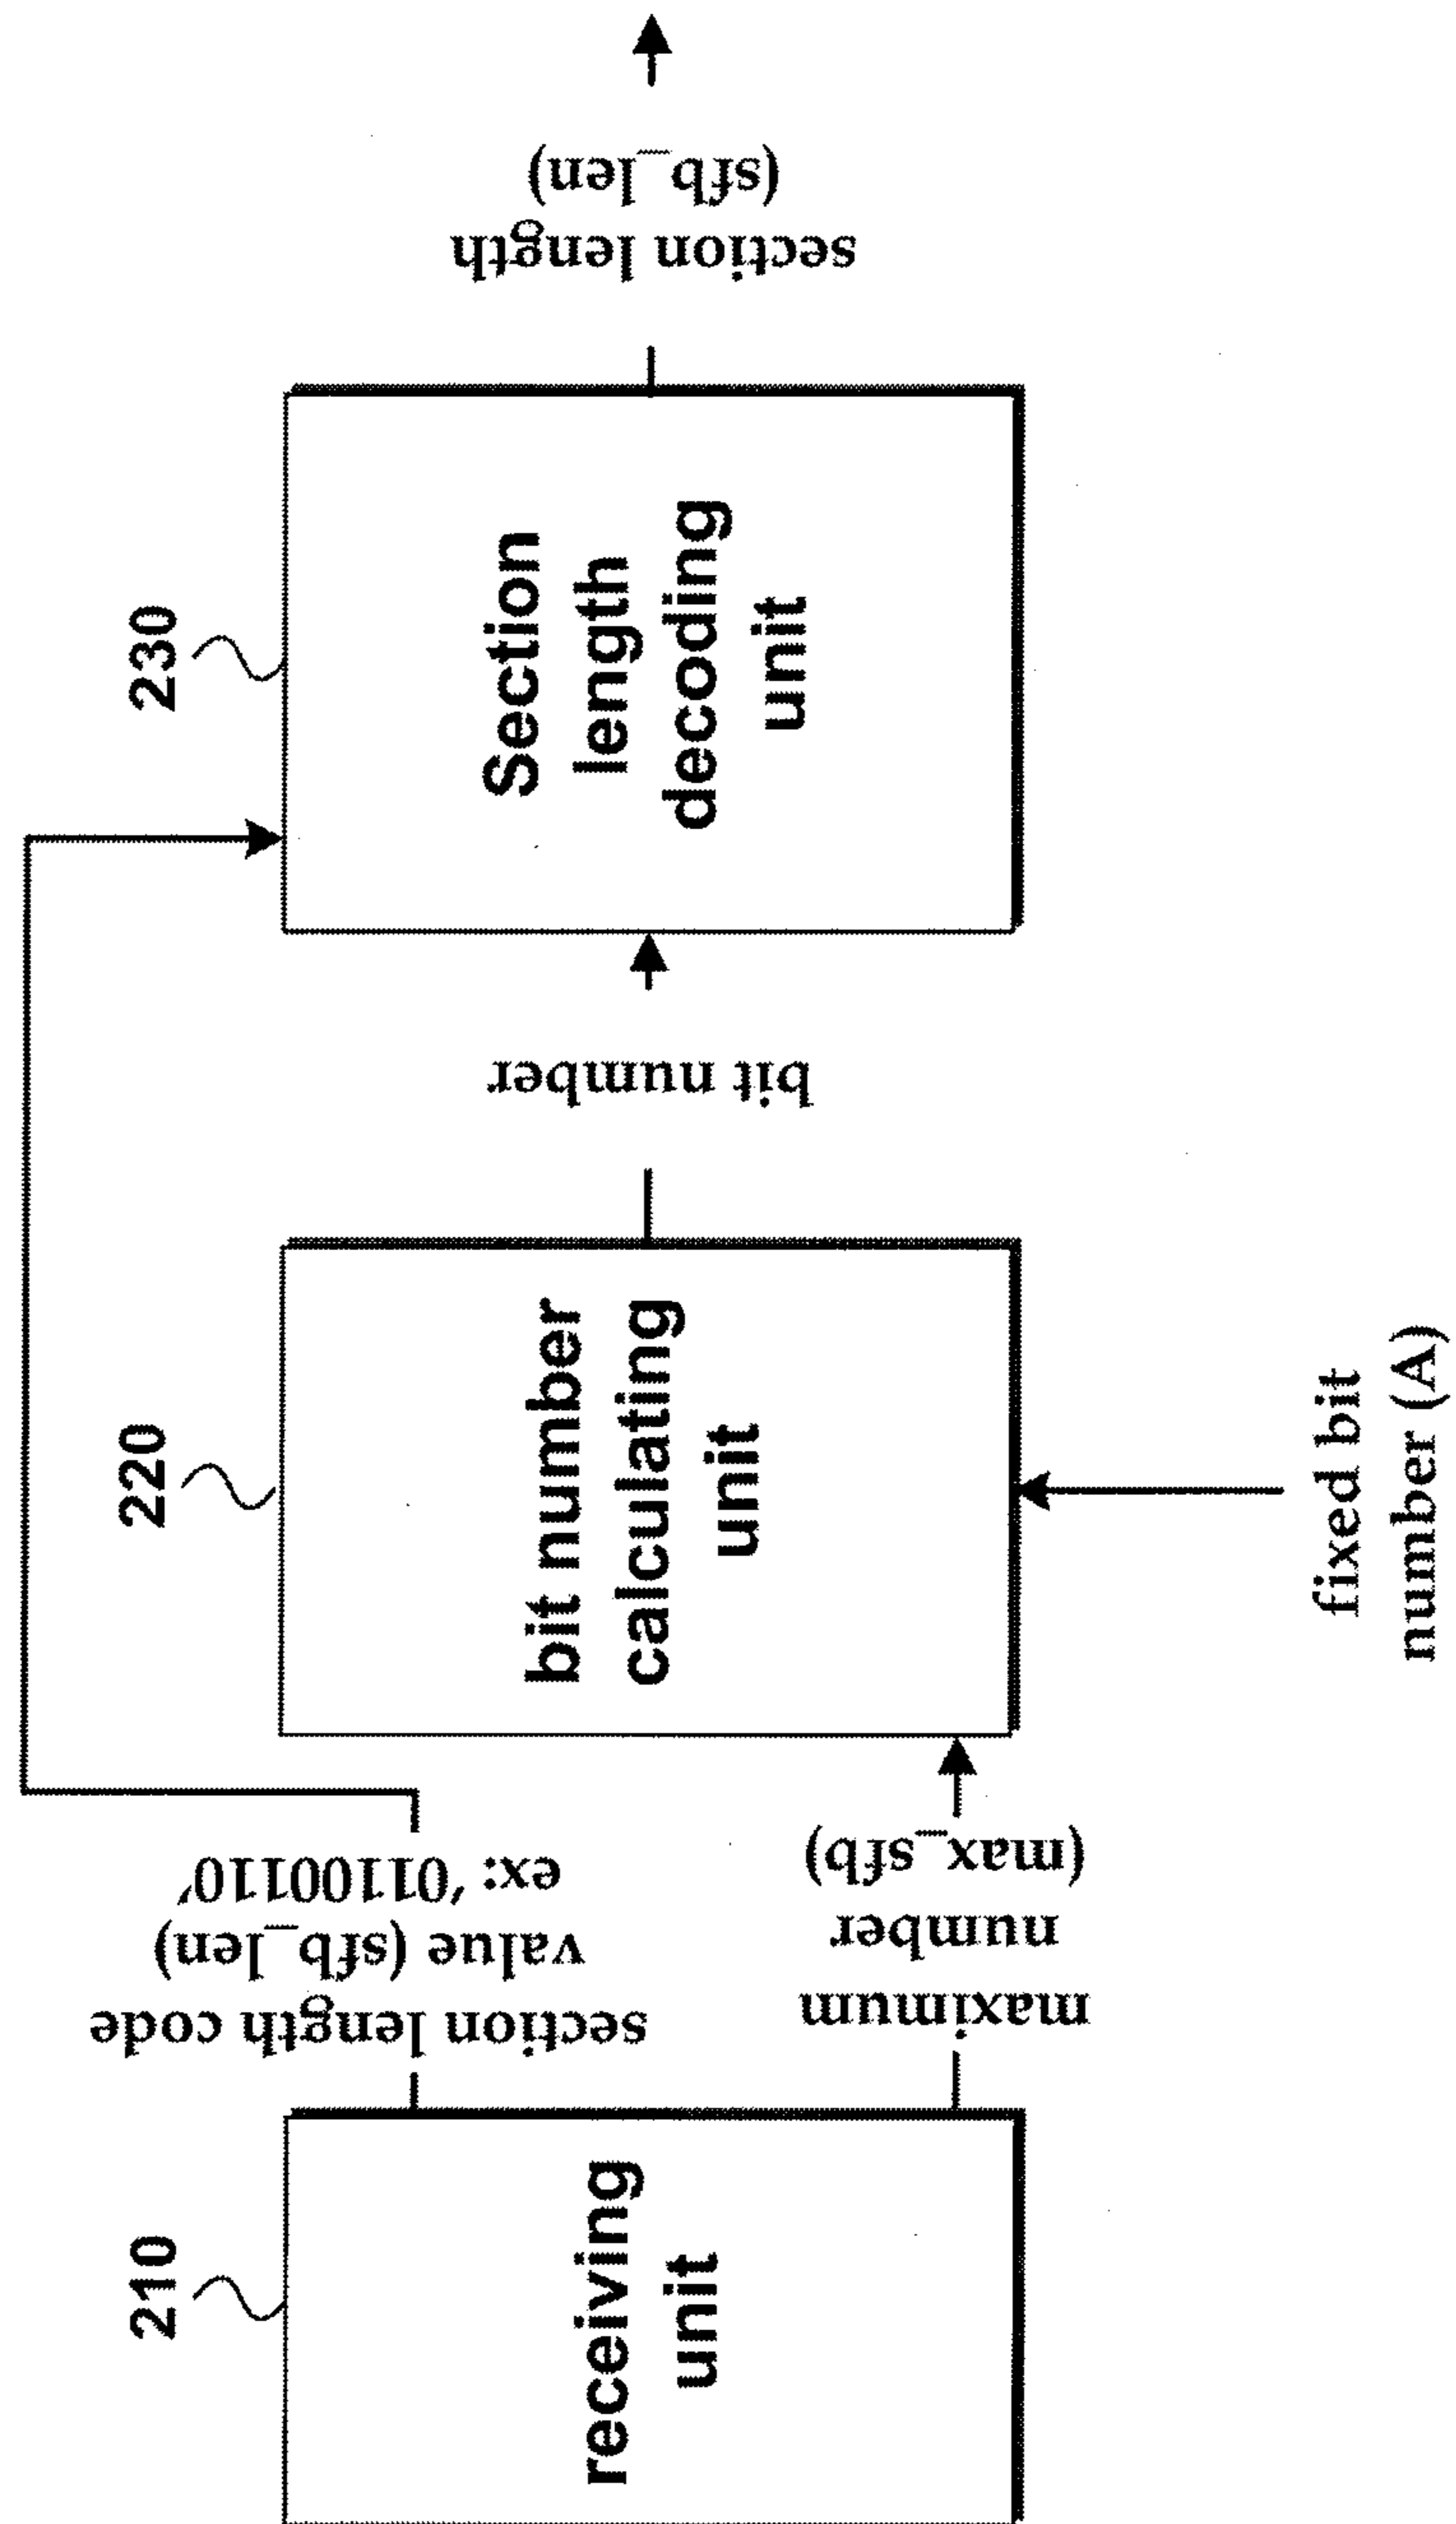 210
receiving
unit
section length code
value (sfb_len)
ex: '01100110'
maximum
number
(max_sfb)
220
bit number
calculating
unit
fixed bit
number (A)
bit number
230
Section
length
decoding
unit
section length
(sfb_len)